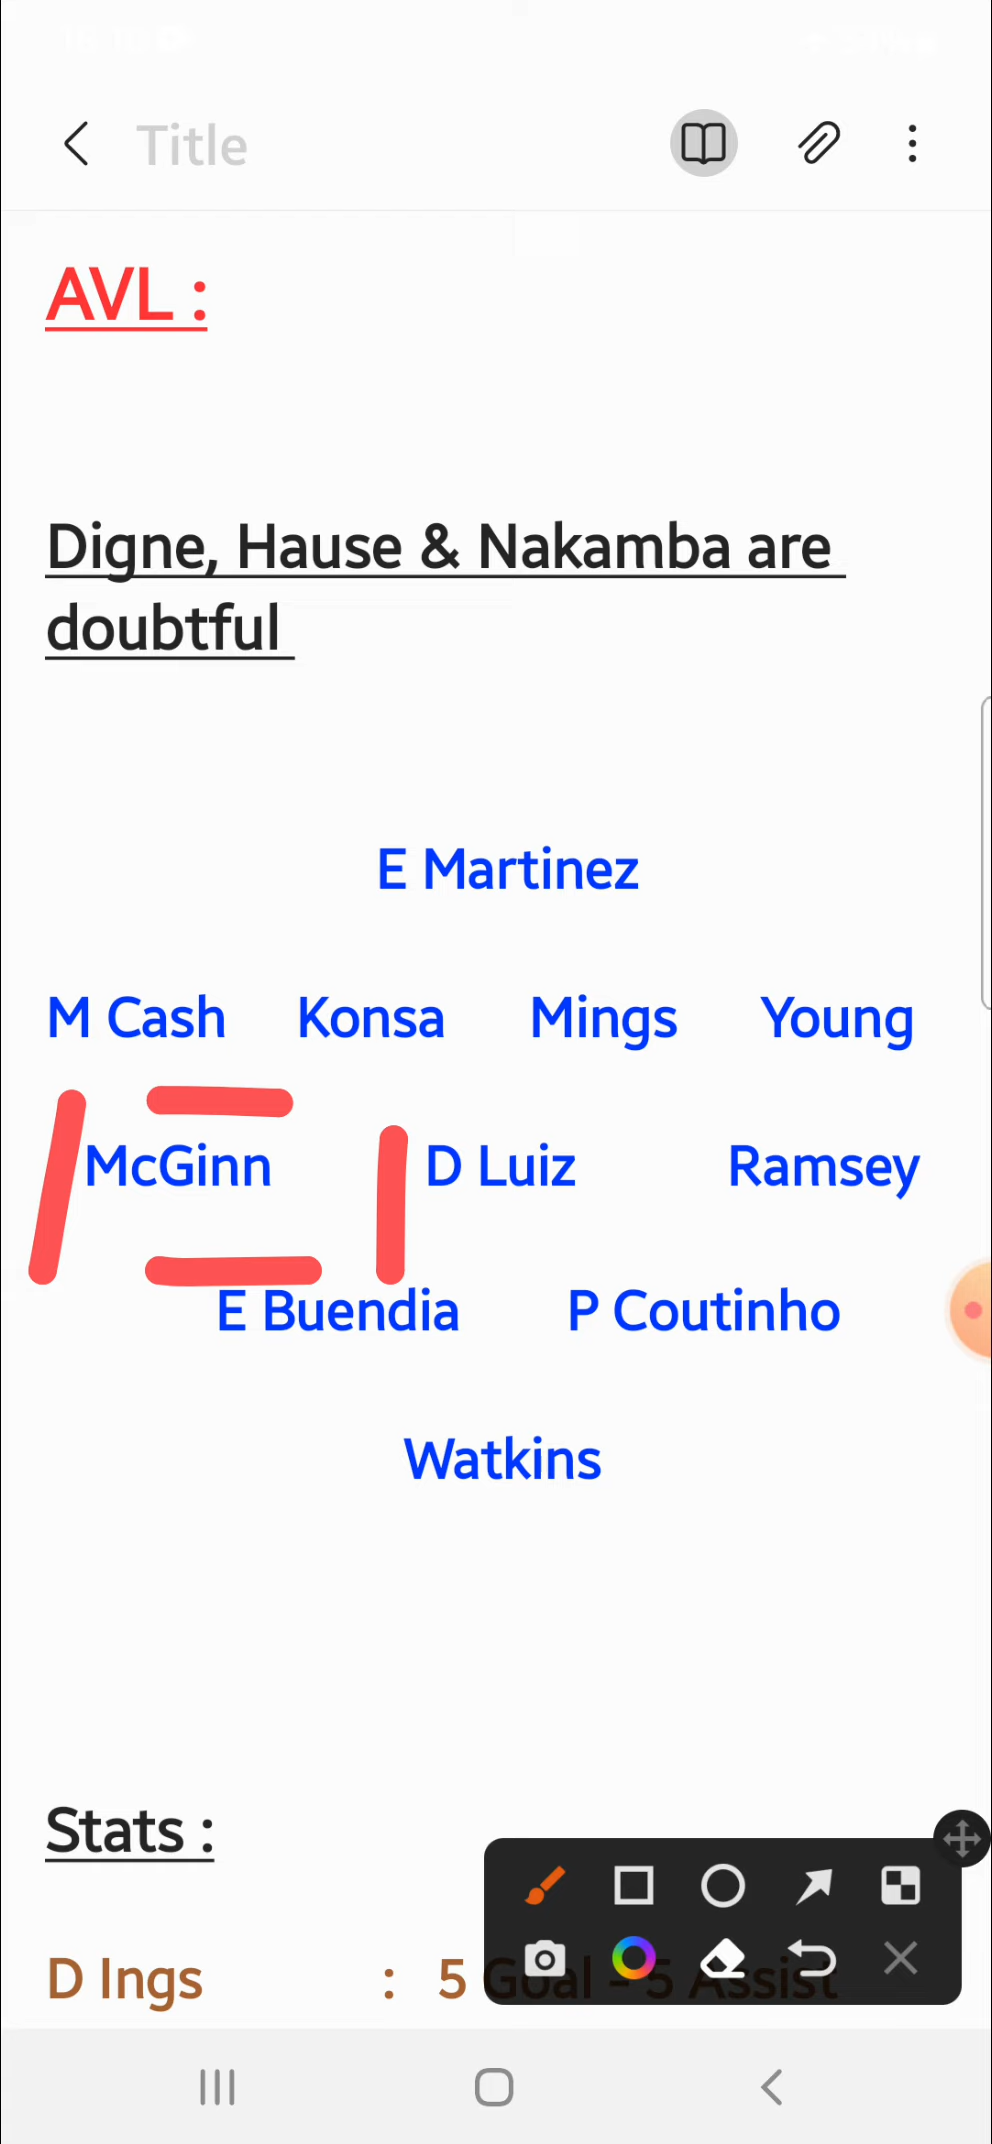 Title
AVL :
Digne, Hause & Nakamba are
doubtful
E Martinez
M Cash Konsa Mings Young
McGinn D Luiz Ramsey
E Buendia P Coutinho
Watkins
Stats :
D Ings : 5 Goal - 5 Assist